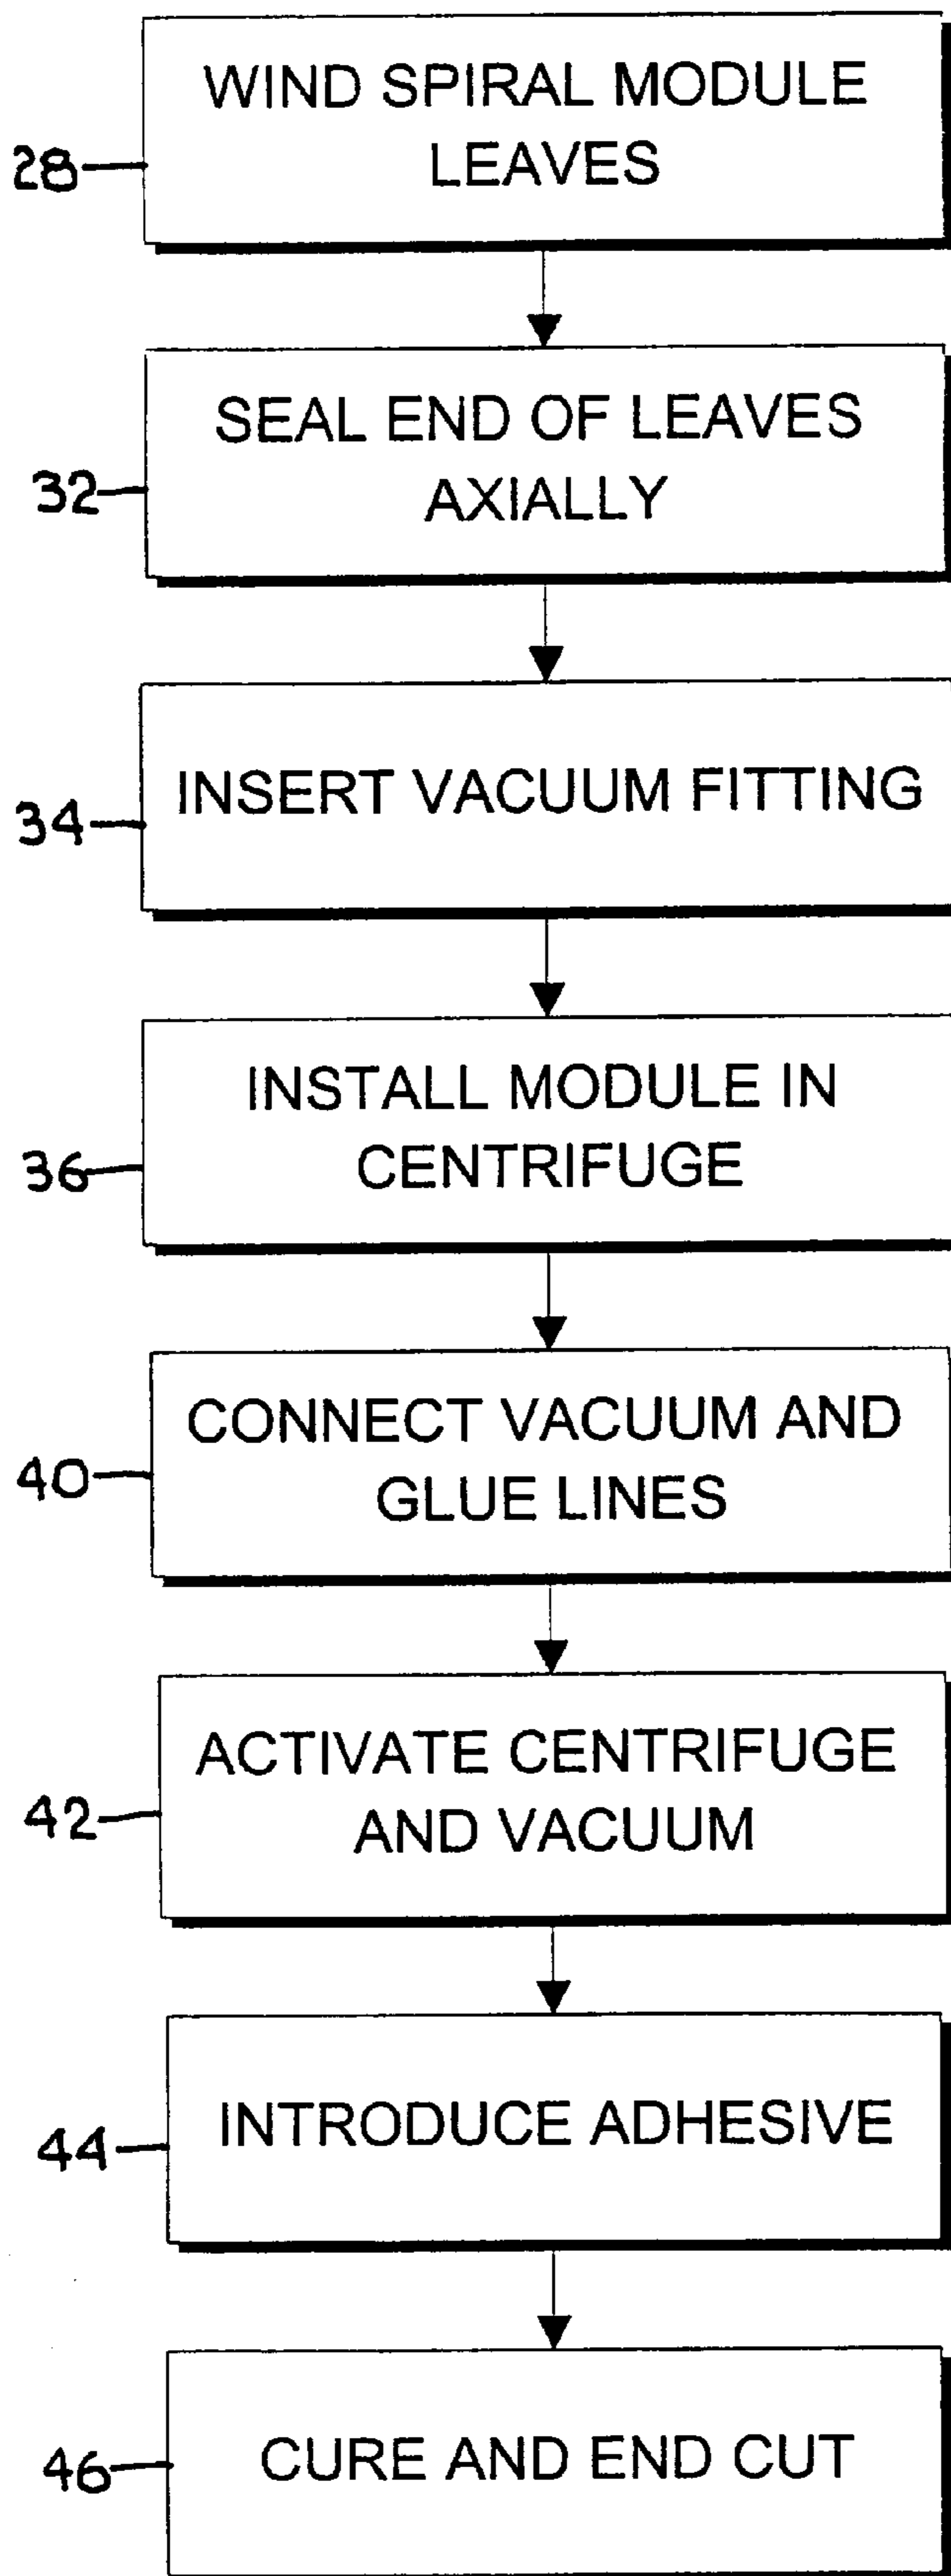 WIND SPIRAL MODULE
LEAVES
28
SEAL END OF LEAVES
AXIALLY
32
INSERT VACUUM FITTING
34
INSTALL MODULE IN
CENTRIFUGE
36
CONNECT VACUUM AND
GLUE LINES
40
ACTIVATE CENTRIFUGE
AND VACUUM
42
INTRODUCE ADHESIVE
44
CURE AND END CUT
46